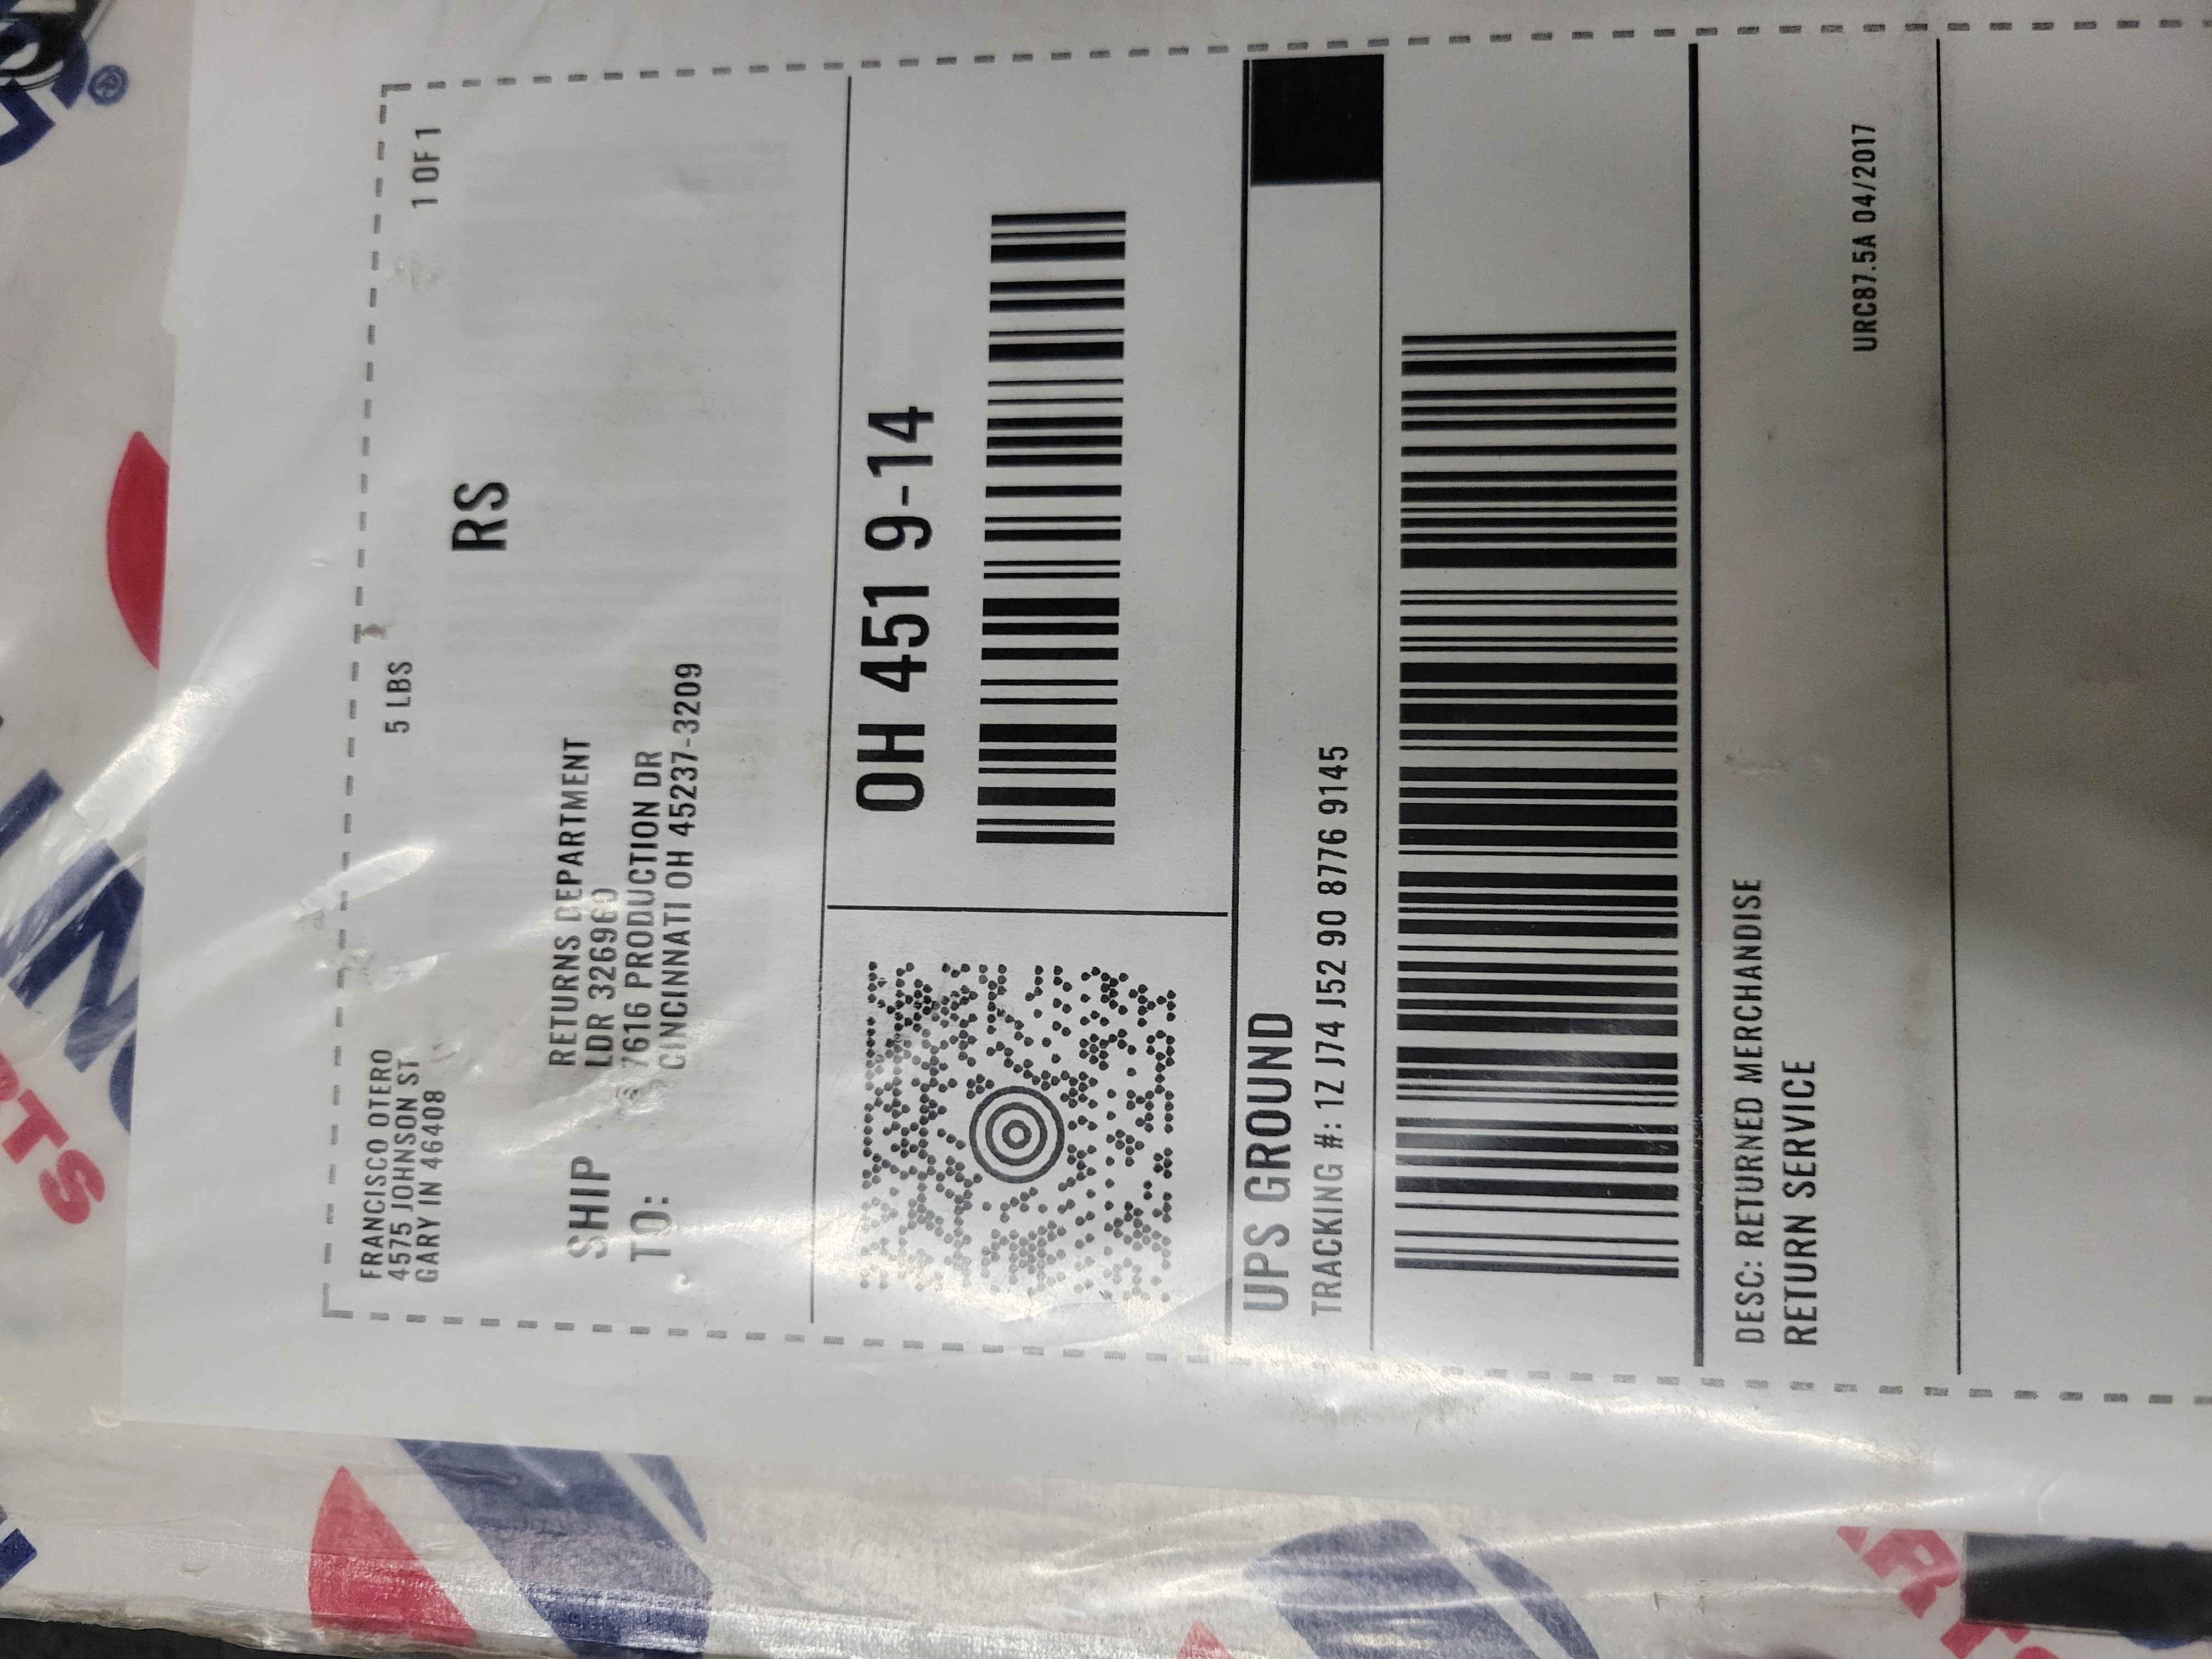 FRANCISCO OTERO
4575 JOHNSON ST
GARY IN 46408
5 LBS
1 OF 1
RS
SHIP
TO:
RETURNS DEPARTMENT
LDR 326960
7616 PRODUCTION DR
CINCINNATI OH 45237-3209
OH 451 9-14
UPS GROUND
TRACKING #: 1Z J74 J52 90 8776 9145
DESC: RETURNED MERCHANDISE
RETURN SERVICE
URC87.5A 04/2017